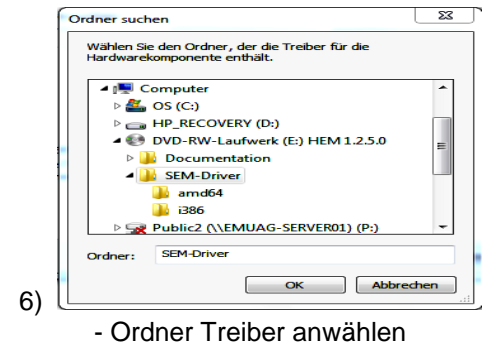 Ordner suchen
Wählen Sie den Ordner, der die Treiber für die
Hardwarekomponente enthält.
Computer
OS (C:)
HP_RECOVERY (D:)
DVD-RW-Laufwerk (E:) HEM 1.2.5.0
Documentation
SEM-Driver
amd64
i386
Public2 (\\EMUAG-SERVER01) (P:)
Ordner: SEM-Driver
OK Abbrechen
6)
- Ordner Treiber anwählen